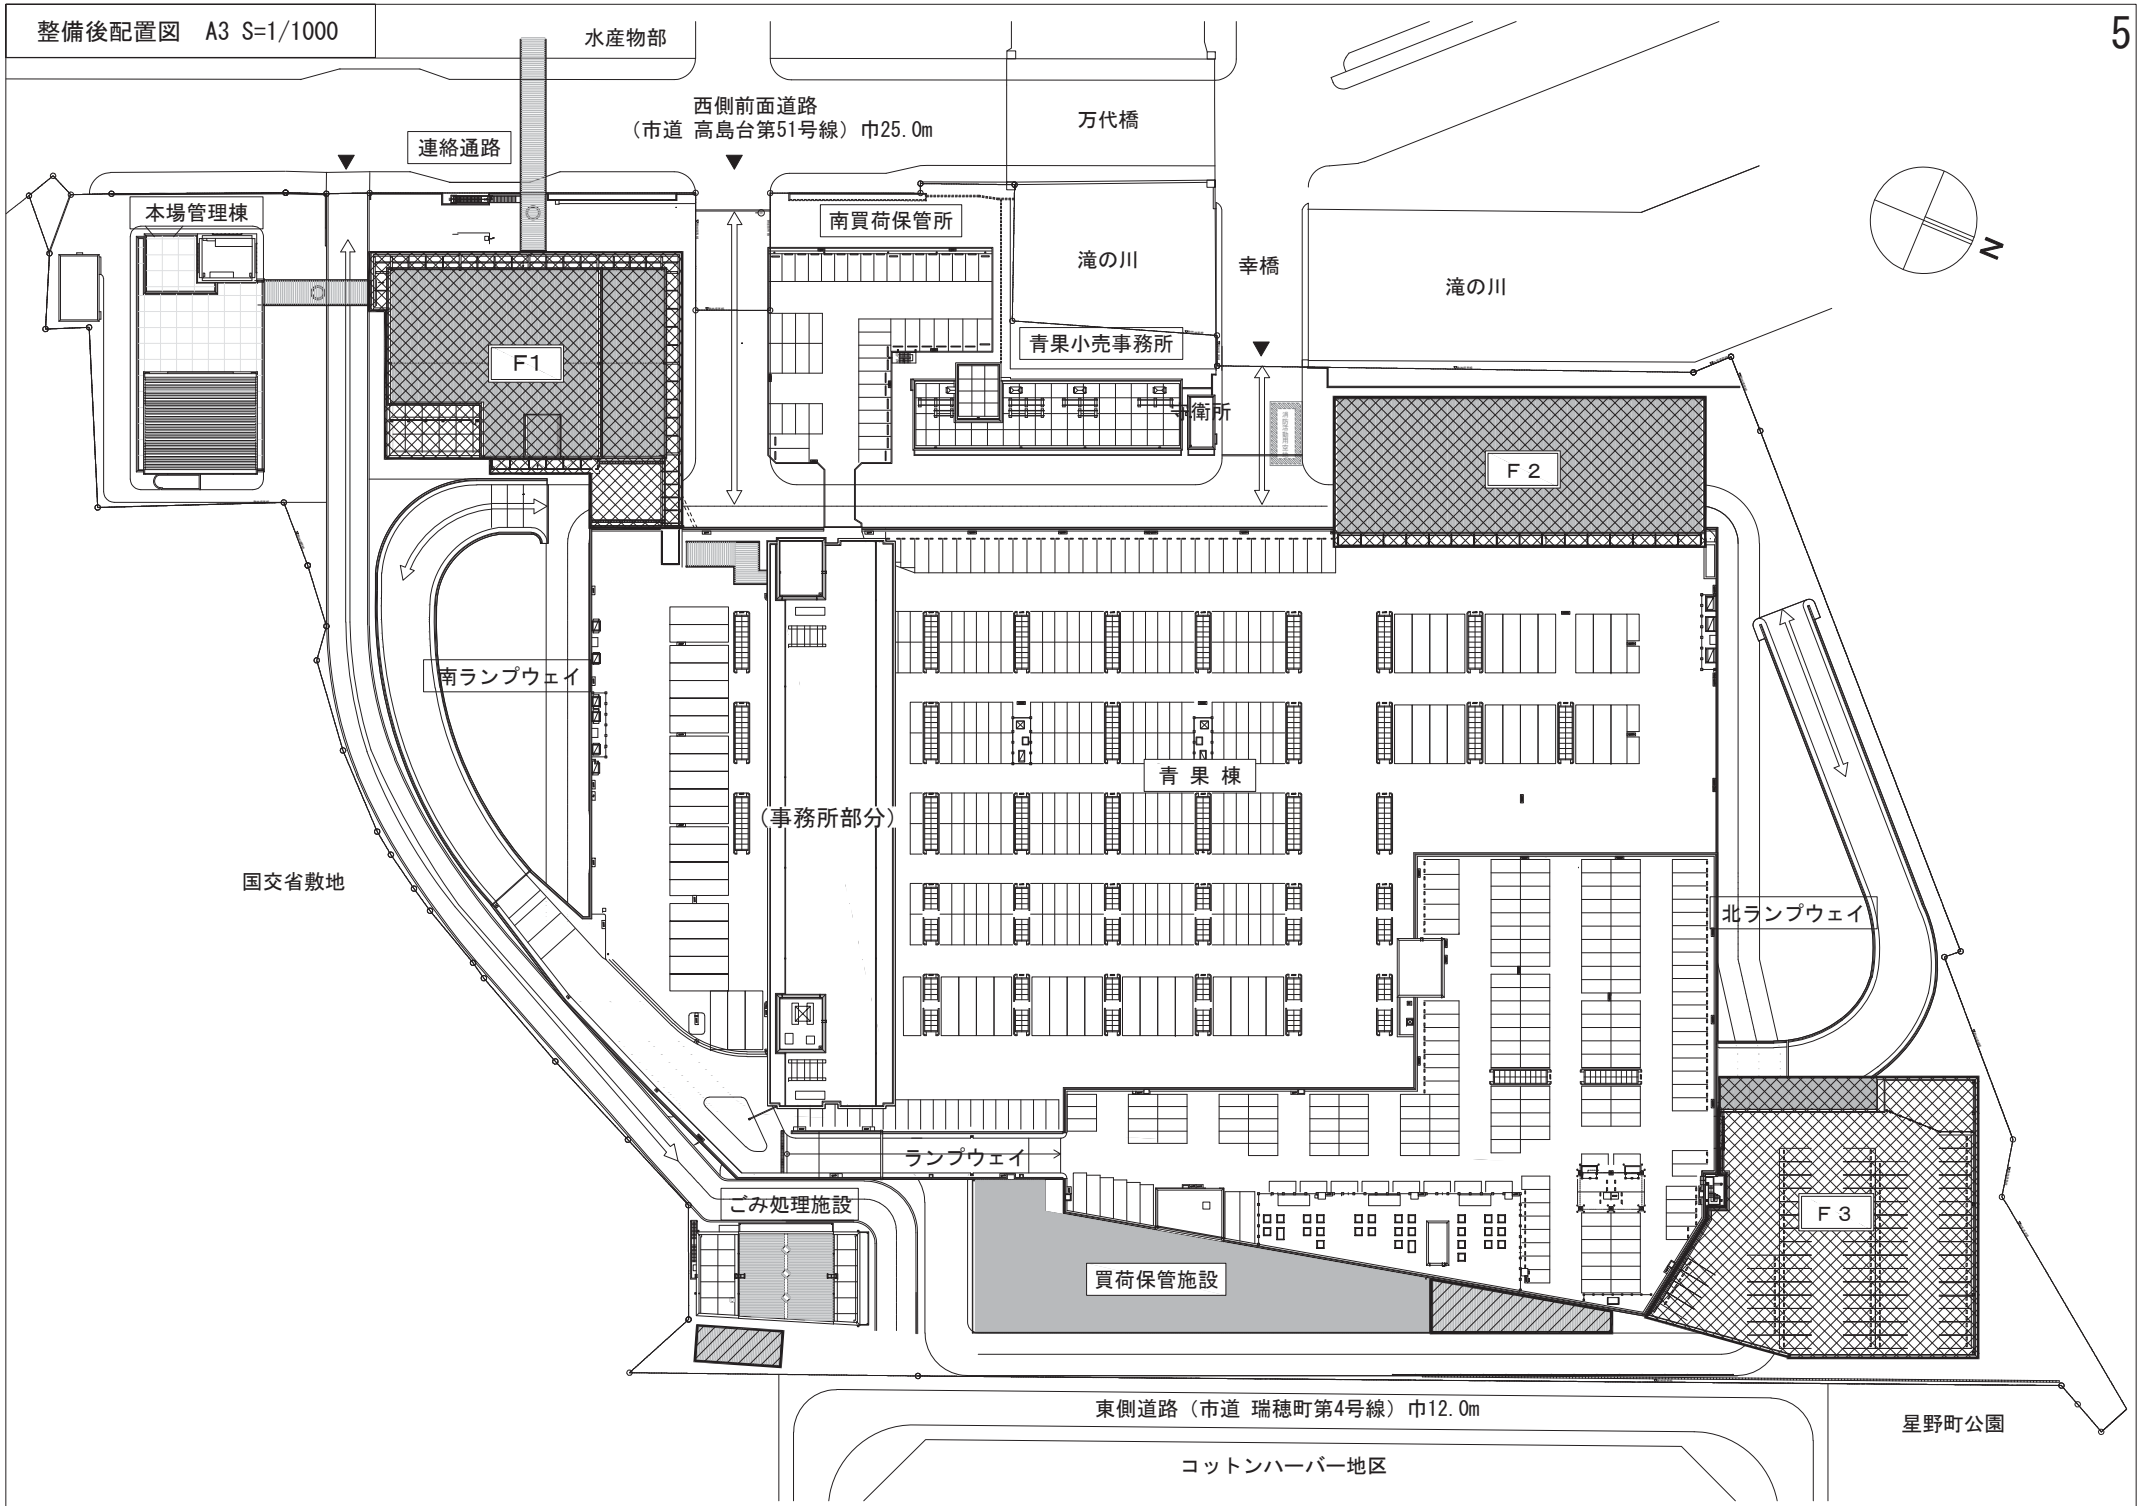 整備後配置図　A3 S=1/1000
5
水産物部
西側前面道路
（市道 高島台第51号線）巾25.0m
万代橋
連絡通路
本場管理棟
南買荷保管所
滝の川
幸橋
滝の川
N
青果小売事務所
F1
衛所
F2
南ランプウェイ
青果棟
（事務所部分）
国交省敷地
北ランプウェイ
ランプウェイ
ごみ処理施設
F3
買荷保管施設
東側道路（市道 瑞穂町第4号線）巾12.0m
星野町公園
コットンハーバー地区